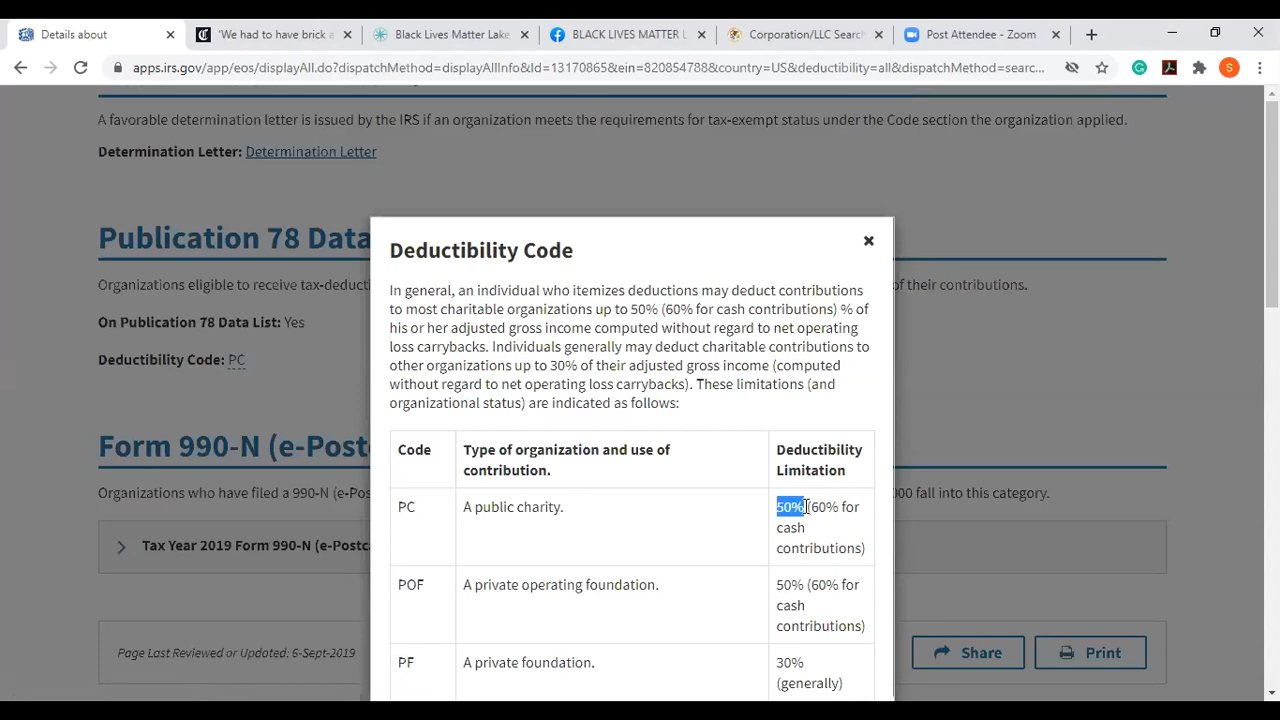 Details about
'We had to have brick a
Black Lives Matter Lake
BLACK LIVES MATTER L
Corporation/LLC Searc
Post Attendee - Zoom
apps.irs.gov/app/eos/displayAll.do?dispatchMethod=displayAllInfo&Id=13170865&ein=820854788&country=US&deductibility=all&dispatchMethod=searc...
S
A favorable determination letter is issued by the IRS if an organization meets the requirements for tax-exempt status under the Code section the organization applied.
Determination Letter: Determination Letter
Publication 78 Data
Organizations eligible to receive tax-deduct
of their contributions.
On Publication 78 Data List: Yes
Deductibility Code: PC
Form 990-N (e-Post
Organizations who have filed a 990-N (e-Po
000 fall into this category.
Tax Year 2019 Form 990-N (e-Postc
Page Last Reviewed or Updated: 6-Sept-2019
Share
Print
Deductibility Code
In general, an individual who itemizes deductions may deduct contributions
to most charitable organizations up to 50% (60% for cash contributions) % of
his or her adjusted gross income computed without regard to net operating
loss carrybacks. Individuals generally may deduct charitable contributions to
other organizations up to 30% of their adjusted gross income (computed
without regard to net operating loss carrybacks). These limitations (and
organizational status) are indicated as follows:
Code
Type of organization and use of
contribution.
Deductibility
Limitation
PC
A public charity.
50% (60% for
cash
contributions)
POF
A private operating foundation.
50% (60% for
cash
contributions)
PF
A private foundation.
30%
(generally)